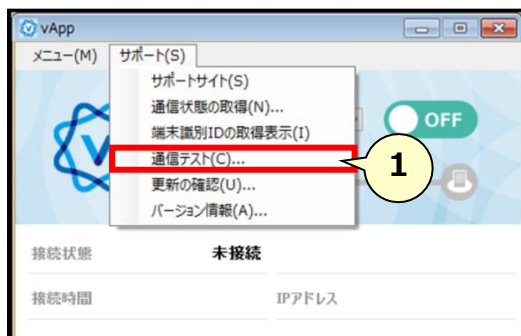 vApp
メニュー(M) サポート(S)
サポートサイト(S)
通信状態の取得(N)...
端末識別IDの取得表示(I)
OFF
通信テスト(C)...
1
更新の確認(U)...
バージョン情報(A)...
接続状態 未接続
接続時間 IPアドレス